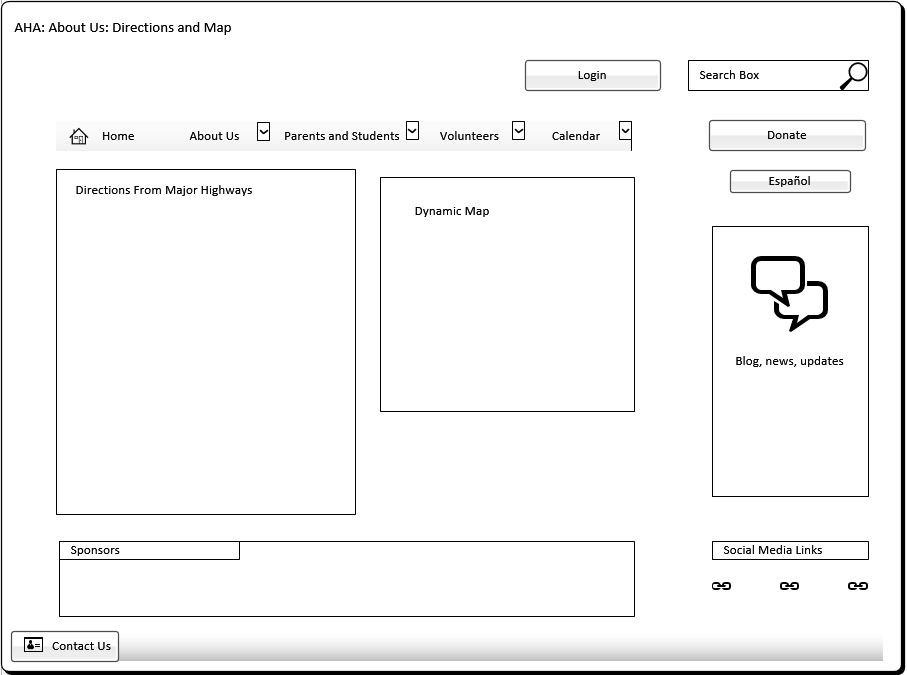 AHA: About Us: Directions and Map
Login
Search Box
Home
About Us
Parents and Students
Volunteers
Calendar
Donate
Español
Directions From Major Highways
Dynamic Map
Blog, news, updates
Sponsors
Social Media Links
Contact Us